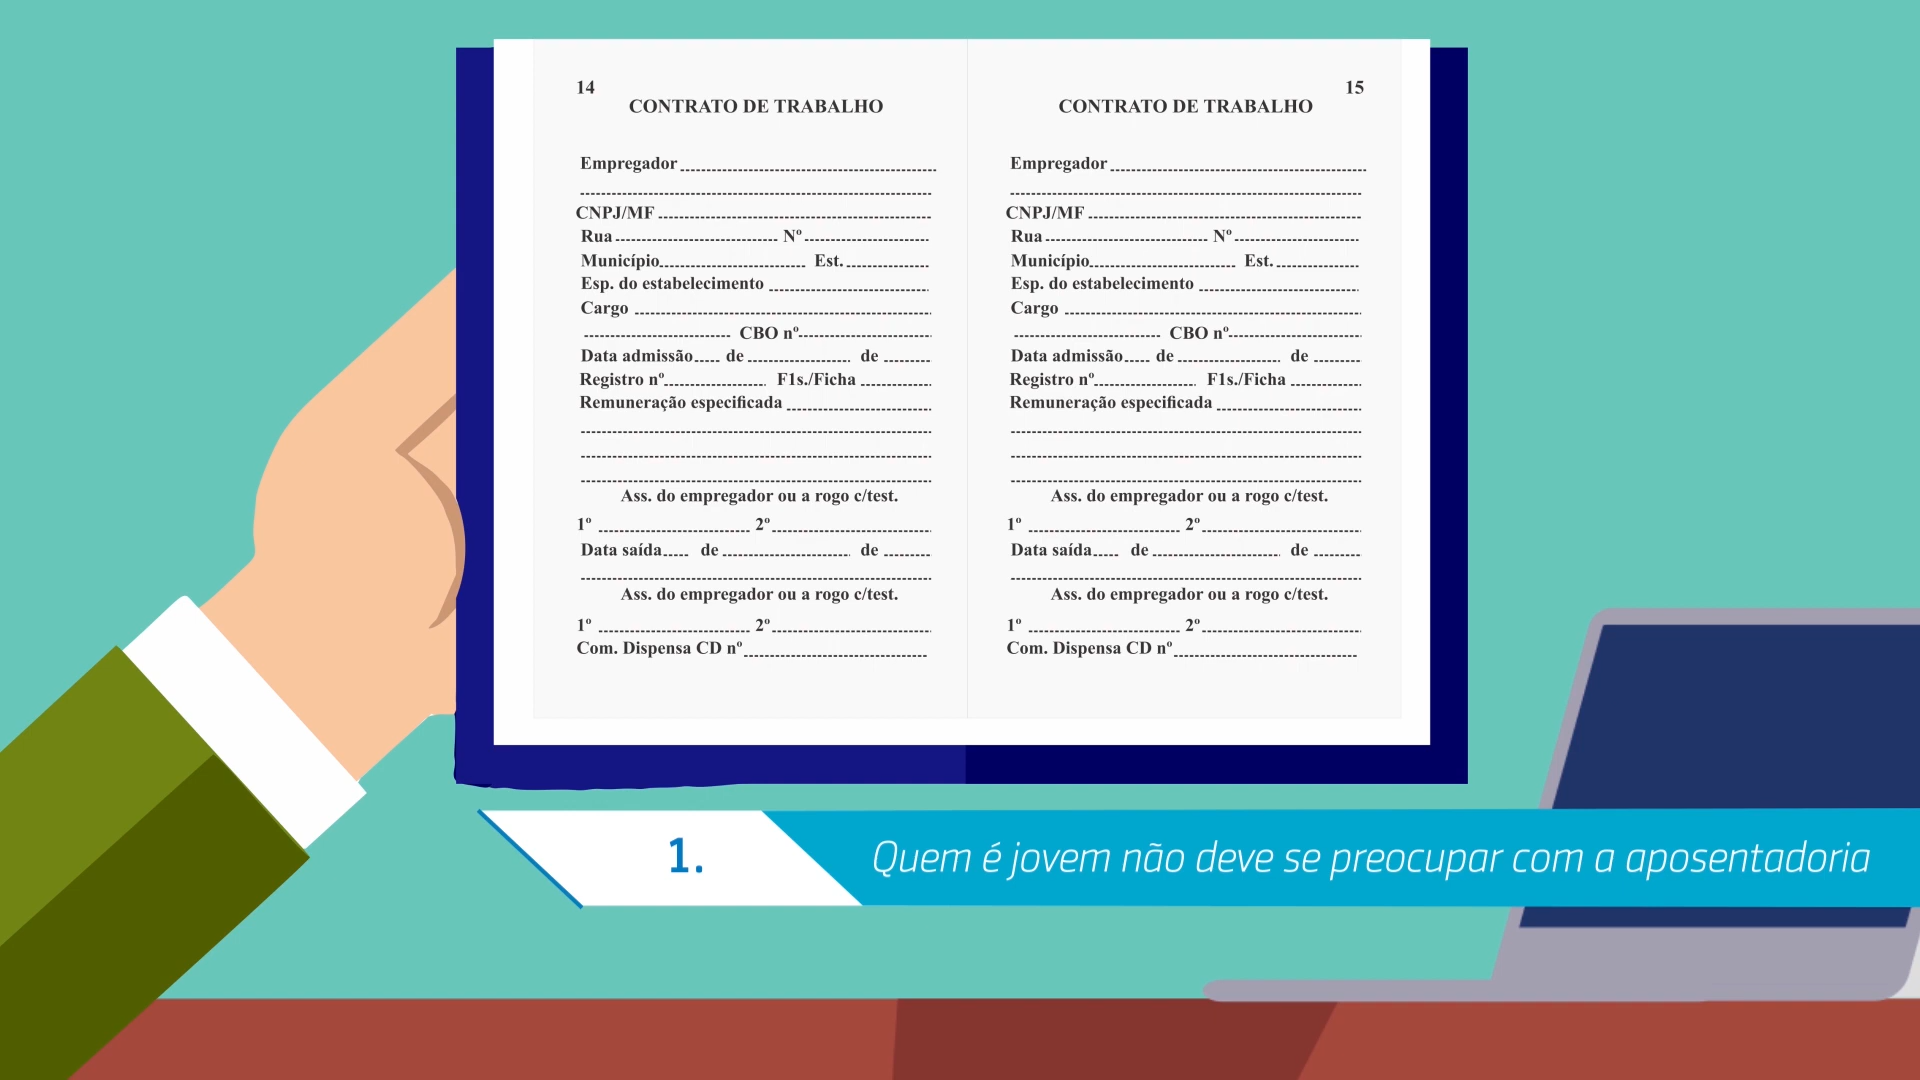 14
CONTRATO DE TRABALHO
Empregador
CNPJ/MF
Rua Nº
Município Est.
Esp. do estabelecimento
Cargo
CBO nº
Data admissão de de
Registro nº F1s./Ficha
Remuneração especificada
Ass. do empregador ou a rogo c/test.
1º 2º
Data saída de de
Ass. do empregador ou a rogo c/test.
1º 2º
Com. Dispensa CD nº
15
CONTRATO DE TRABALHO
Empregador
CNPJ/MF
Rua Nº
Município Est.
Esp. do estabelecimento
Cargo
CBO nº
Data admissão de de
Registro nº F1s./Ficha
Remuneração especificada
Ass. do empregador ou a rogo c/test.
1º 2º
Data saída de de
Ass. do empregador ou a rogo c/test.
1º 2º
Com. Dispensa CD nº
1. Quem é jovem não deve se preocupar com a aposentadoria